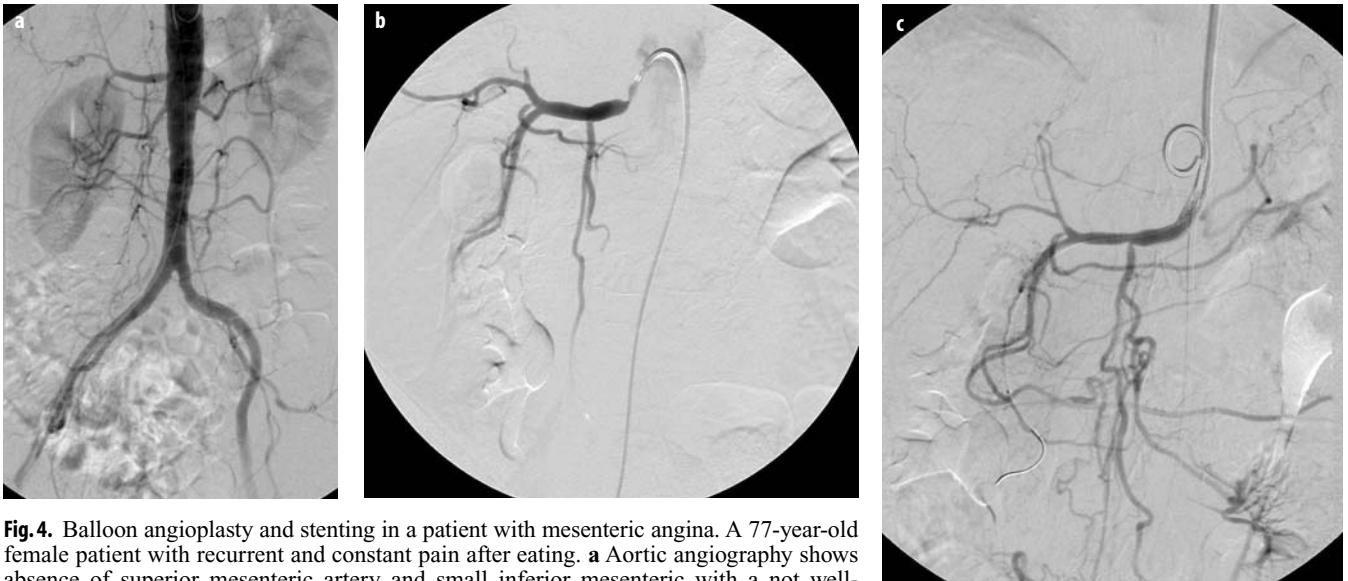 a
b
c
Fig. 4. Balloon angioplasty and stenting in a patient with mesenteric angina. A 77-year-old
female patient with recurrent and constant pain after eating. a Aortic angiography shows
absence of superior mesenteric artery and small inferior mesenteric with a not well-